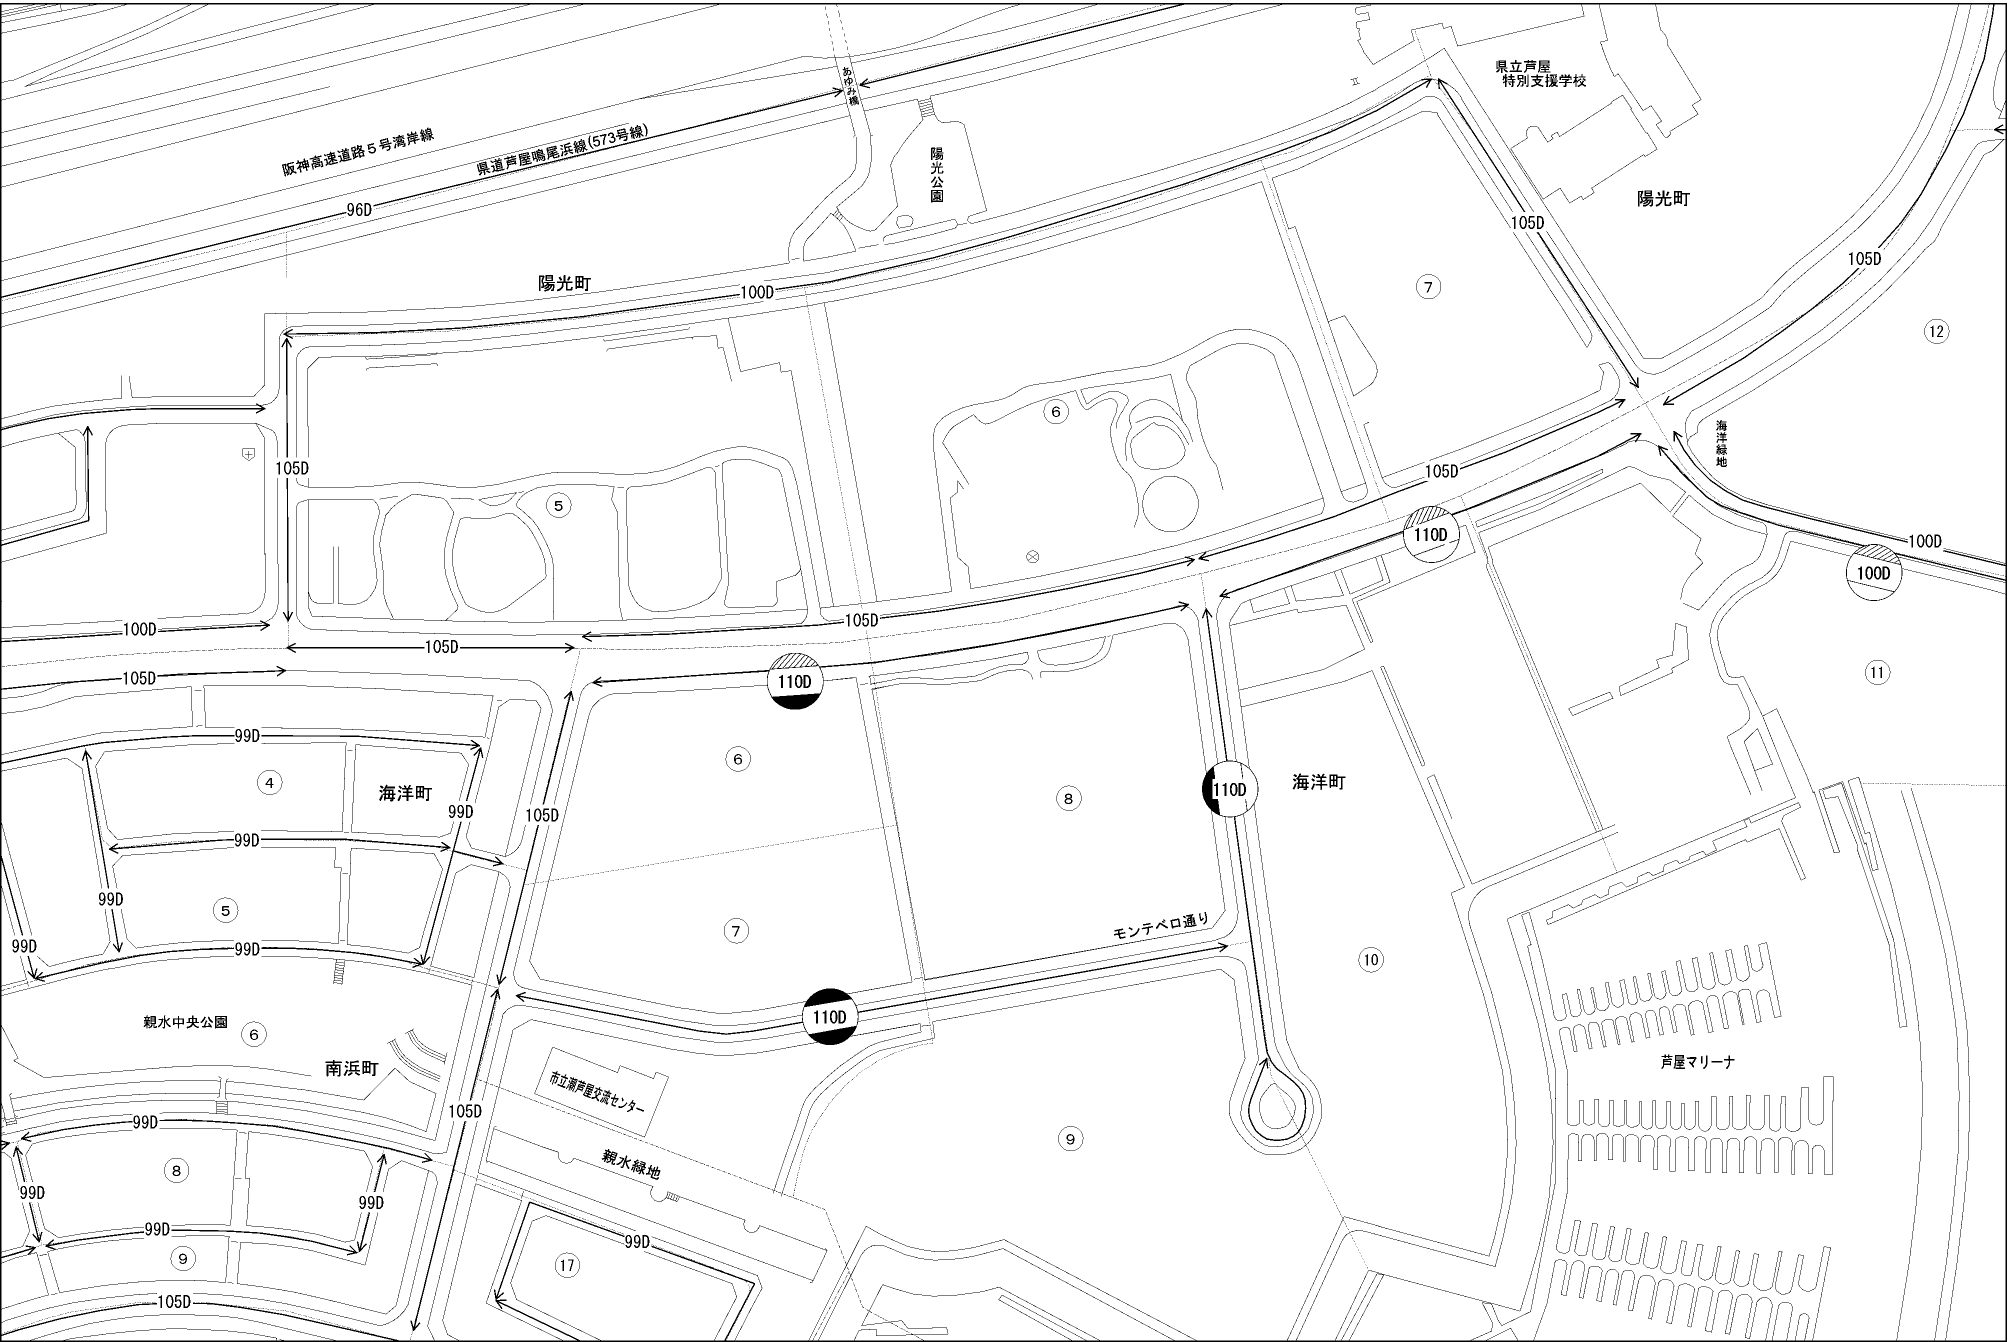 あゆみ橋
県立芦屋
特別支援学校
阪神高速道路５号湾岸線
県道芦屋鳴尾浜線(573号線)
陽光公園
96D
陽光町
105D
105D
陽光町
100D
7
12
6
105D
海洋緑地
105D
5
110D
100D
100D
105D
100D
105D
105D
105D
110D
11
99D
6
4
海洋町
8
110D
海洋町
99D
105D
99D
99D
5
7
モンテベロ通り
99D
99D
10
110D
親水中央公園
6
南浜町
芦屋マリーナ
市立潮芦屋交流センター
105D
99D
9
8
親水緑地
99D
99D
99D
9
17
99D
105D